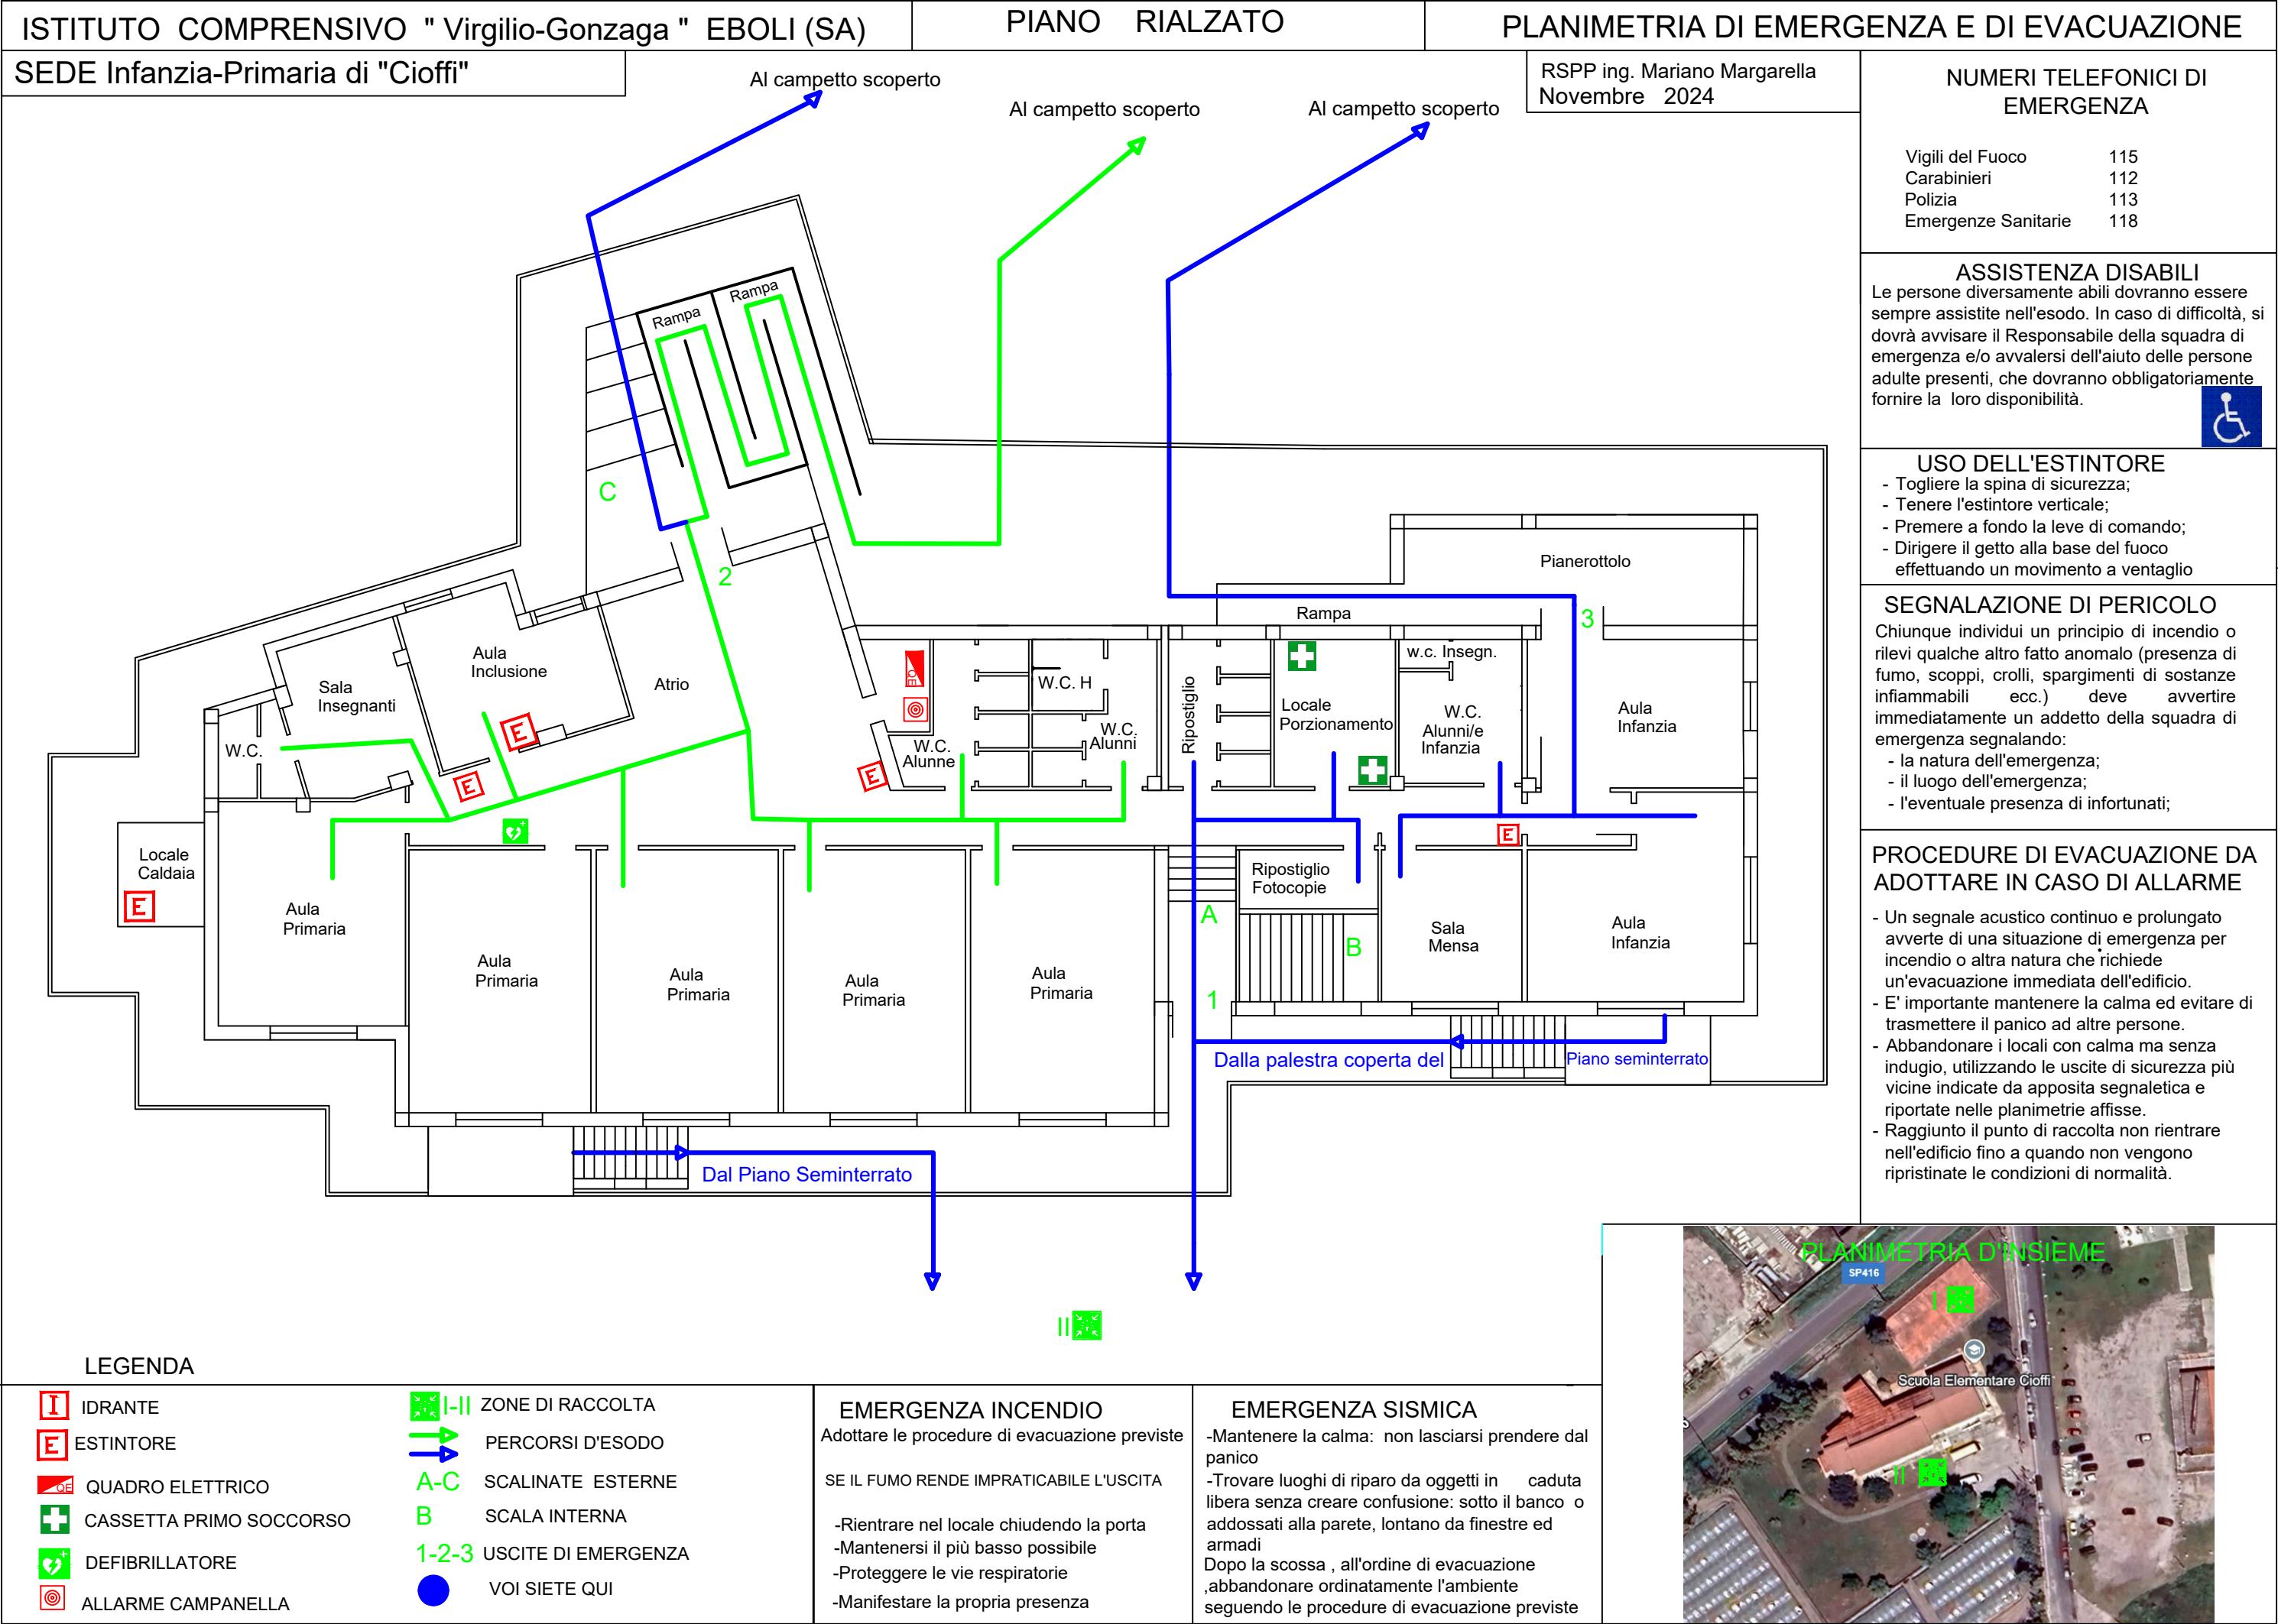 ISTITUTO COMPRENSIVO " Virgilio-Gonzaga " EBOLI (SA)
PIANO RIALZATO
PLANIMETRIA DI EMERGENZA E DI EVACUAZIONE
SEDE Infanzia-Primaria di "Cioffi"
RSPP ing. Mariano Margarella
Novembre 2024
Al campetto scoperto
Al campetto scoperto
Al campetto scoperto
NUMERI TELEFONICI DI
EMERGENZA
Vigili del Fuoco 115
Carabinieri 112
Polizia 113
Emergenze Sanitarie 118
ASSISTENZA DISABILI
Le persone diversamente abili dovranno essere
sempre assistite nell'esodo. In caso di difficoltà, si
dovrà avvisare il Responsabile della squadra di
emergenza e/o avvalersi dell'aiuto delle persone
adulte presenti, che dovranno obbligatoriamente
fornire la loro disponibilità.
USO DELL'ESTINTORE
- Togliere la spina di sicurezza;
- Tenere l'estintore verticale;
- Premere a fondo la leve di comando;
- Dirigere il getto alla base del fuoco
effettuando un movimento a ventaglio
SEGNALAZIONE DI PERICOLO
Chiunque individui un principio di incendio o
rilevi qualche altro fatto anomalo (presenza di
fumo, scoppi, crolli, spargimenti di sostanze
infiammabili ecc.) deve avvertire
immediatamente un addetto della squadra di
emergenza segnalando:
- la natura dell'emergenza;
- il luogo dell'emergenza;
- l'eventuale presenza di infortunati;
PROCEDURE DI EVACUAZIONE DA
ADOTTARE IN CASO DI ALLARME
- Un segnale acustico continuo e prolungato
avverte di una situazione di emergenza per
incendio o altra natura che richiede
un'evacuazione immediata dell'edificio.
- E' importante mantenere la calma ed evitare di
trasmettere il panico ad altre persone.
- Abbandonare i locali con calma ma senza
indugio, utilizzando le uscite di sicurezza più
vicine indicate da apposita segnaletica e
riportate nelle planimetrie affisse.
- Raggiunto il punto di raccolta non rientrare
nell'edificio fino a quando non vengono
ripristinate le condizioni di normalità.
Rampa
Rampa
C
2
Pianerottolo
Rampa
3
Aula
Inclusione
Sala
Insegnanti
Atrio
W.C.
E
E
QE
W.C. H
W.C.
Alunne
W.C.
Alunni
E
Ripostiglio
Locale
Porzionamento
w.c. Insegn.
W.C.
Alunni/e
Infanzia
Aula
Infanzia
E
Locale
Caldaia
E
Aula
Primaria
Aula
Primaria
Aula
Primaria
Aula
Primaria
Aula
Primaria
Ripostiglio
Fotocopie
A
B
1
Sala
Mensa
Aula
Infanzia
Dalla palestra coperta del
Piano seminterrato
Dal Piano Seminterrato
II
LEGENDA
I IDRANTE
E ESTINTORE
QE QUADRO ELETTRICO
CASSETTA PRIMO SOCCORSO
DEFIBRILLATORE
ALLARME CAMPANELLA
I-II ZONE DI RACCOLTA
PERCORSI D'ESODO
A-C SCALINATE ESTERNE
B SCALA INTERNA
1-2-3 USCITE DI EMERGENZA
VOI SIETE QUI
EMERGENZA INCENDIO
Adottare le procedure di evacuazione previste
SE IL FUMO RENDE IMPRATICABILE L'USCITA
-Rientrare nel locale chiudendo la porta
-Mantenersi il più basso possibile
-Proteggere le vie respiratorie
-Manifestare la propria presenza
EMERGENZA SISMICA
-Mantenere la calma: non lasciarsi prendere dal
panico
-Trovare luoghi di riparo da oggetti in caduta
libera senza creare confusione: sotto il banco o
addossati alla parete, lontano da finestre ed
armadi
Dopo la scossa , all'ordine di evacuazione
,abbandonare ordinatamente l'ambiente
seguendo le procedure di evacuazione previste
PLANIMETRIA D'INSIEME
SP416
I
Scuola Elementare Cioffi
II